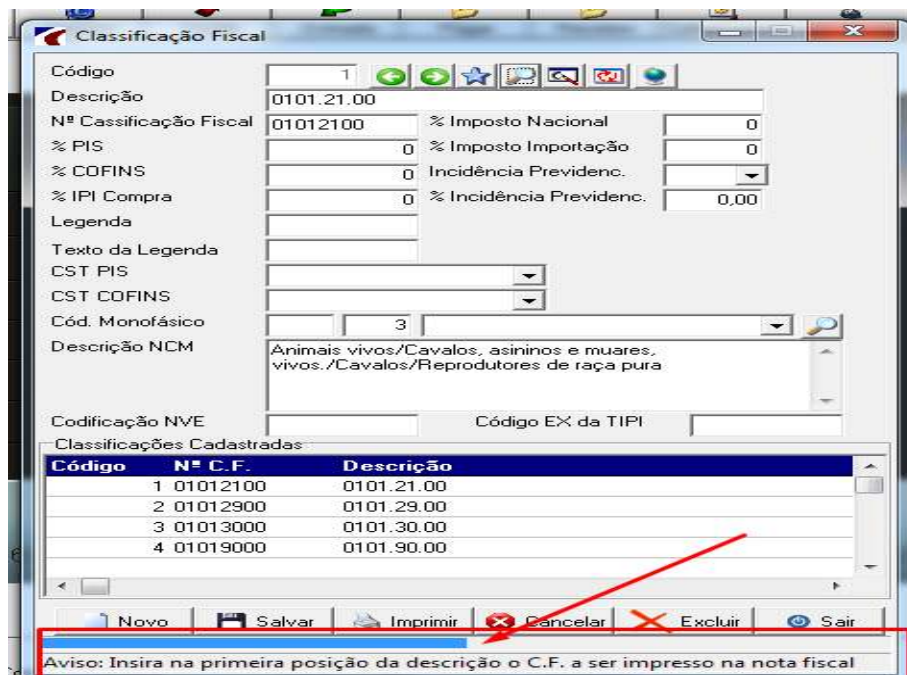 Classificação Fiscal
Código 1
Descrição 0101.21.00
Nº Cassificação Fiscal 01012100 % Imposto Nacional 0
% PIS 0 % Imposto Importação 0
% COFINS 0 Incidência Previdenc.
% IPI Compra 0 % Incidência Previdenc. 0,00
Legenda
Texto da Legenda
CST PIS
CST COFINS
Cód. Monofásico 3
Descrição NCM Animais vivos/Cavalos, asininos e muares,
vivos./Cavalos/Reprodutores de raça pura
Codificação NVE Código EX da TIPI
Classificações Cadastradas
Código Nº C.F. Descrição
1 01012100 0101.21.00
2 01012900 0101.29.00
3 01013000 0101.30.00
4 01019000 0101.90.00
Novo Salvar Imprimir Cancelar Excluir Sair
Aviso: Insira na primeira posição da descrição o C.F. a ser impresso na nota fiscal